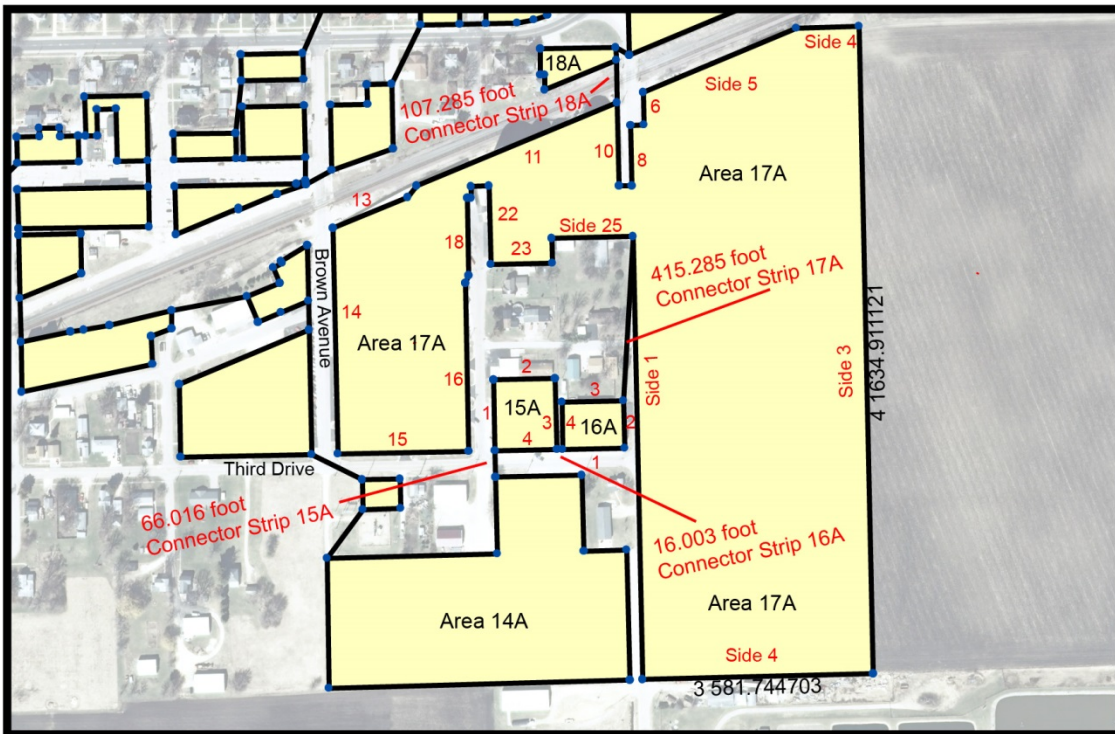 18A
Side 4
107.285 foot
Connector Strip 18A
Side 5
6
11
10
8
Area 17A
13
22
Side 25
18
23
415.285 foot
Connector Strip 17A
Brown Avenue
14
Area 17A
16
2
3
Side 1
Side 3
4 1634.911121
1
15A
3
4
16A
2
4
15
1
Third Drive
66.016 foot
Connector Strip 15A
16.003 foot
Connector Strip 16A
Area 14A
Area 17A
Side 4
3 581.744703